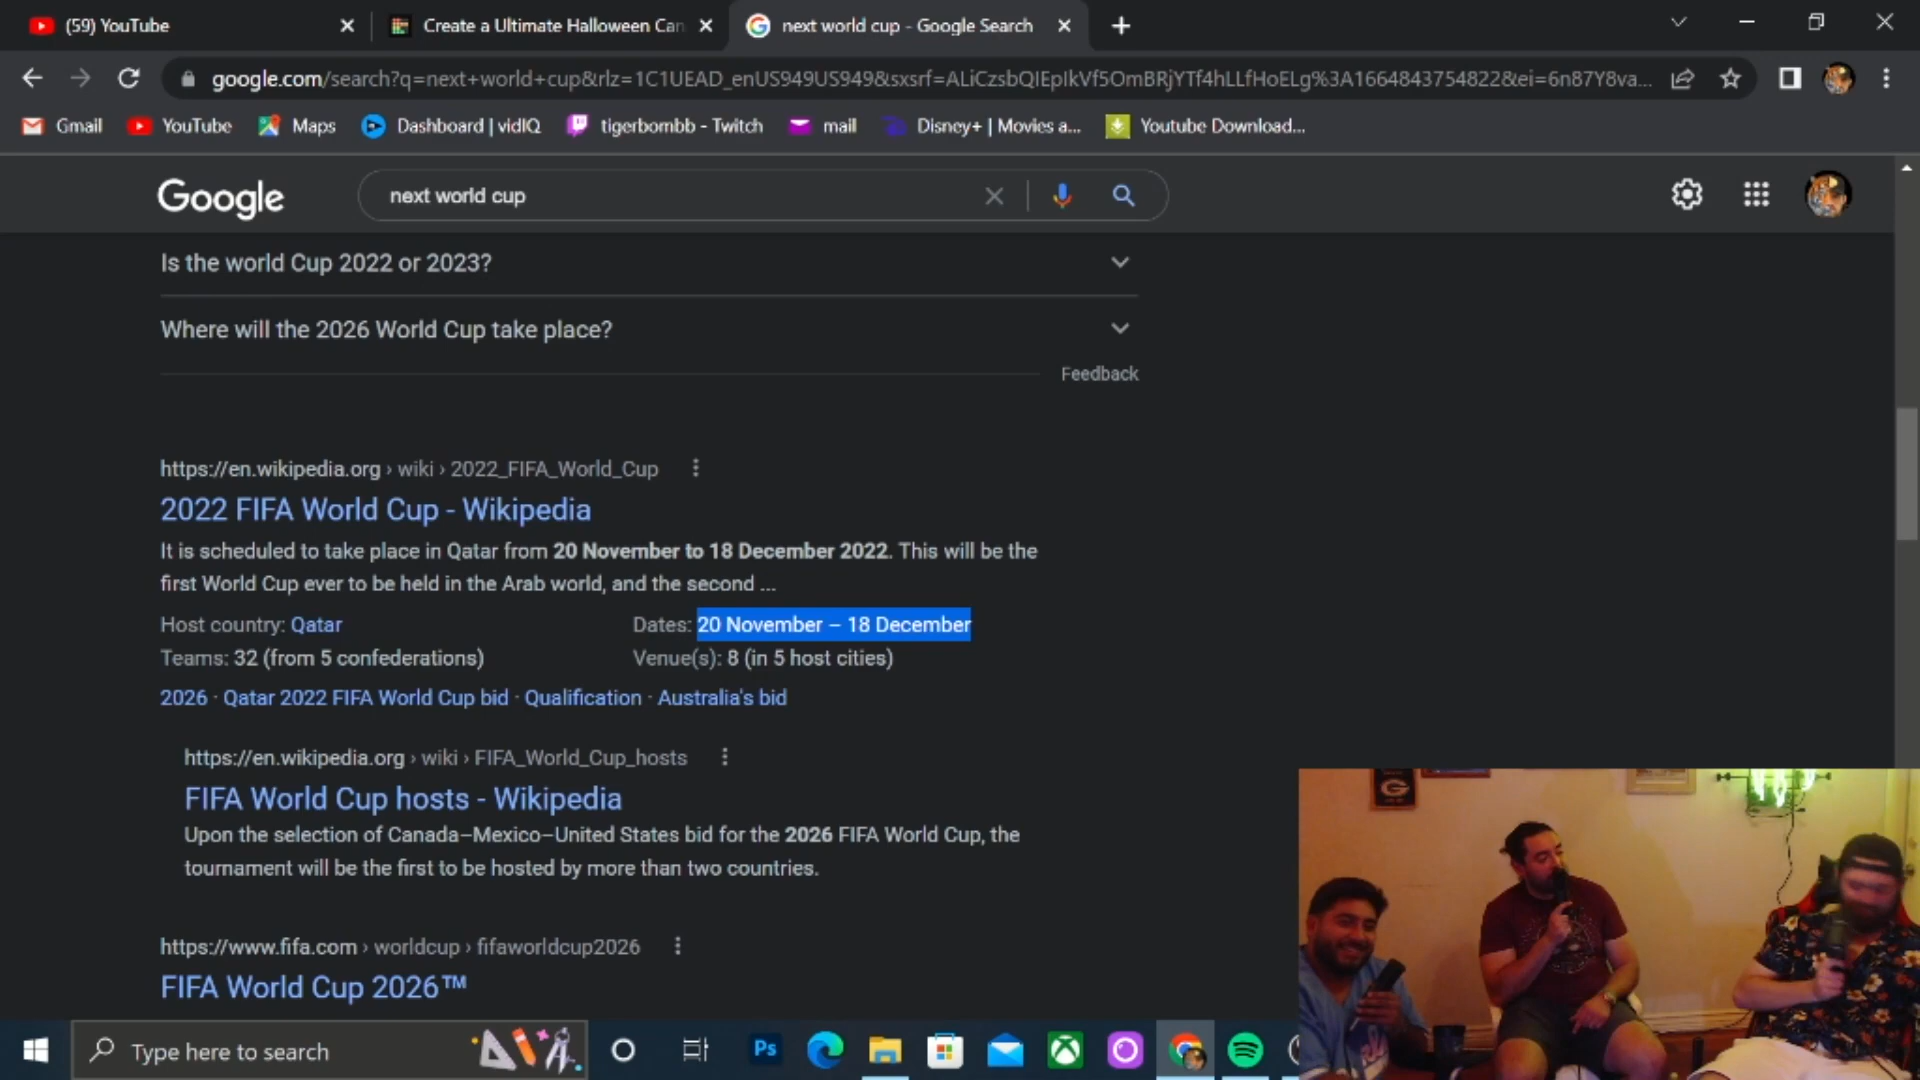 (59) YouTube
Create a Ultimate Halloween Can
next world cup - Google Search
google.com/search?q=next+world+cup&rlz=1C1UEAD_enUS949US949&sxsrf=ALiCzsbQIEpIkVf5OmBRjYTf4hLLfHoELg%3A1664843754822&ei=6n87Y8va...
Gmail
YouTube
Maps
Dashboard | vidIQ
tigerbombb - Twitch
mail
Disney+ | Movies a...
Youtube Download...
Google
next world cup
Is the world Cup 2022 or 2023?
Where will the 2026 World Cup take place?
Feedback
https://en.wikipedia.org › wiki › 2022_FIFA_World_Cup
2022 FIFA World Cup - Wikipedia
It is scheduled to take place in Qatar from 20 November to 18 December 2022. This will be the
first World Cup ever to be held in the Arab world, and the second ...
Host country: Qatar
Dates: 20 November – 18 December
Teams: 32 (from 5 confederations)
Venue(s): 8 (in 5 host cities)
2026 · Qatar 2022 FIFA World Cup bid · Qualification · Australia's bid
https://en.wikipedia.org › wiki › FIFA_World_Cup_hosts
FIFA World Cup hosts - Wikipedia
Upon the selection of Canada–Mexico–United States bid for the 2026 FIFA World Cup, the
tournament will be the first to be hosted by more than two countries.
https://www.fifa.com › worldcup › fifaworldcup2026
FIFA World Cup 2026™
Type here to search
Ps
G